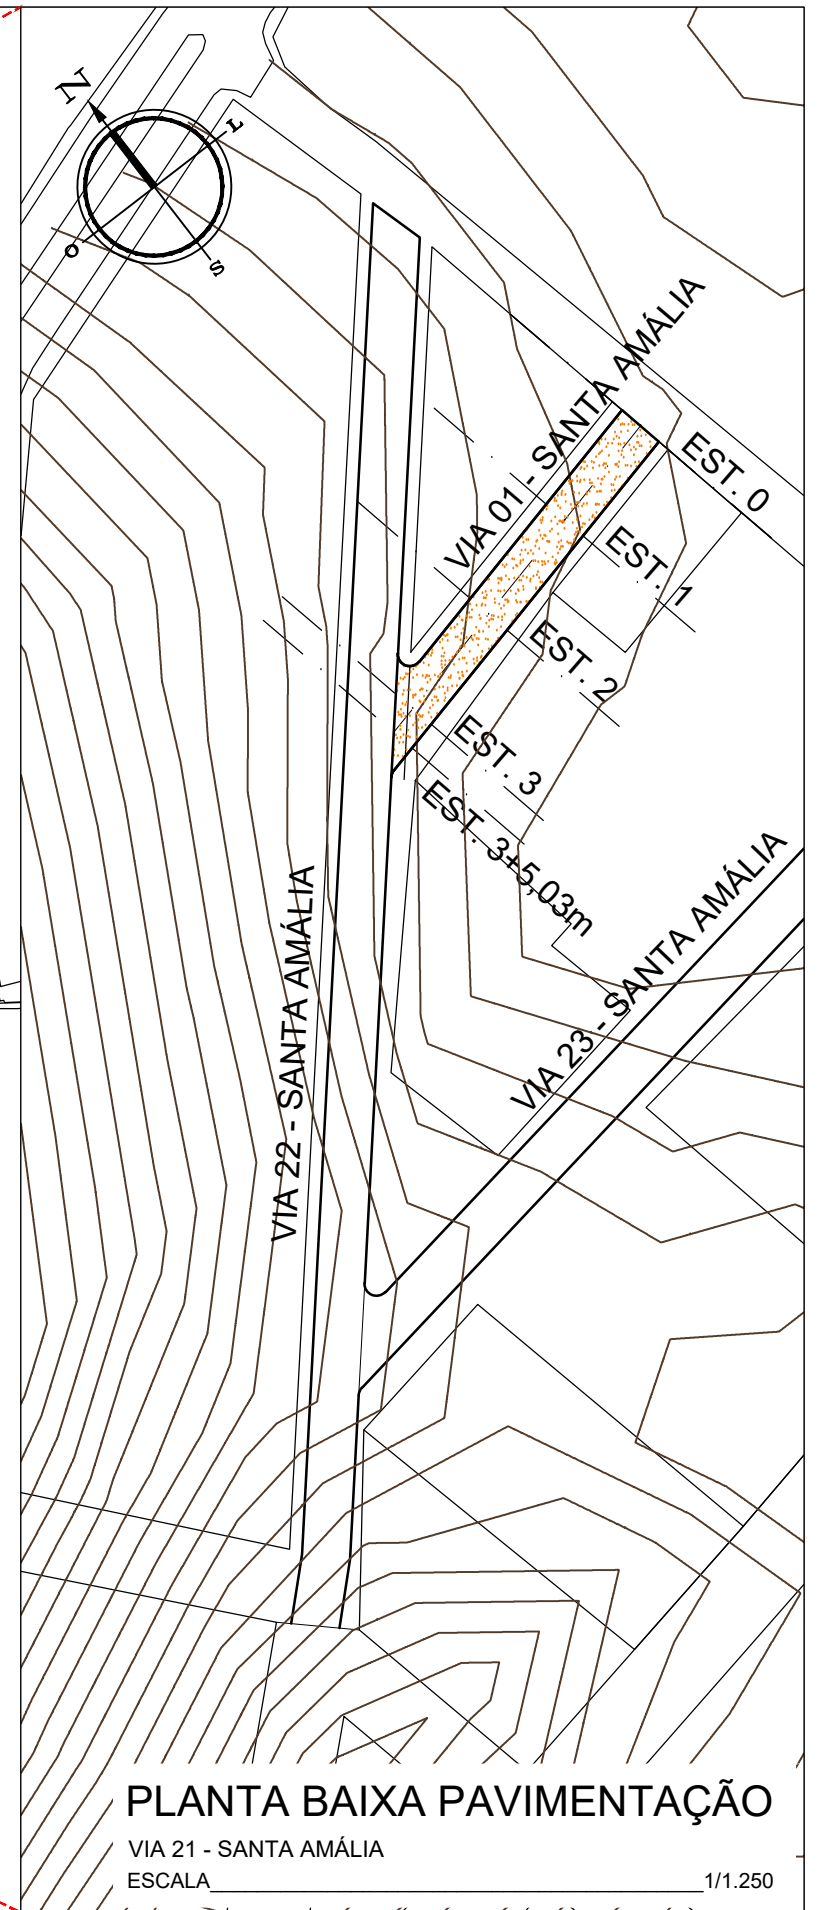 N
L
O
S
VIA 01 - SANTA AMÁLIA
EST. 0
EST. 1
EST. 2
EST. 3
EST. 3+5,03m
VIA 22 - SANTA AMÁLIA
VIA 23 - SANTA AMÁLIA
PLANTA BAIXA PAVIMENTAÇÃO
VIA 21 - SANTA AMÁLIA
ESCALA 1/1.250